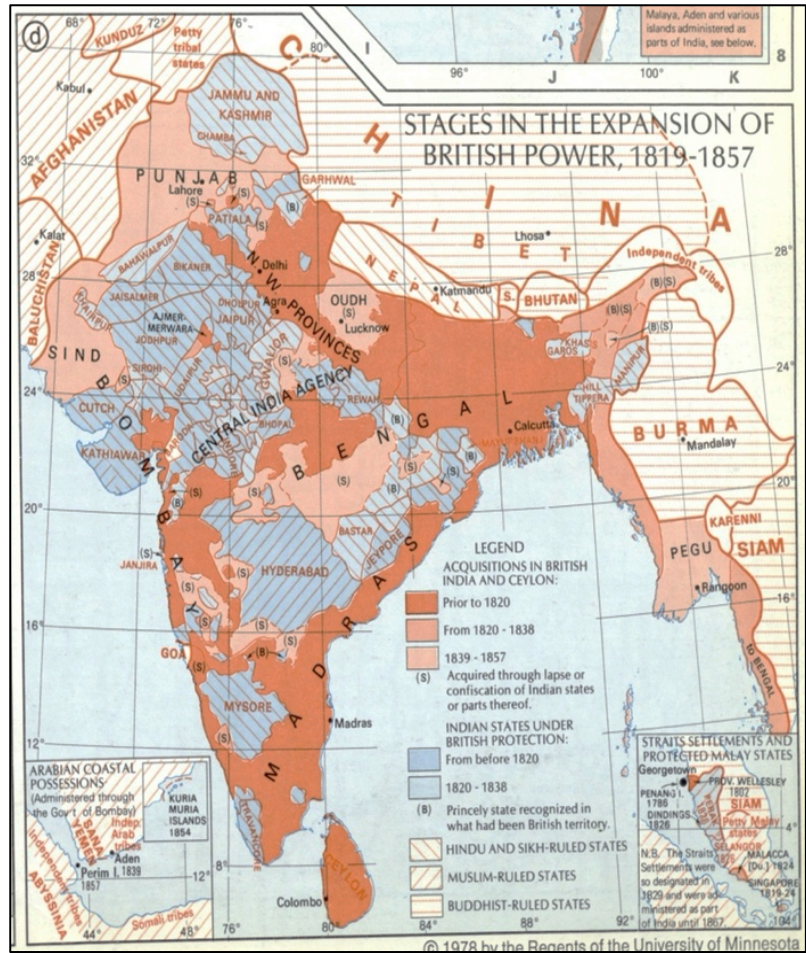 d
68°
72°
76°
80°
KUNDUZ
Petty
tribal
states
Malaya, Aden and various
islands administered as
parts of India, see below.
96°
J
100°
K
8
I
Kabul
AFGHANISTAN
JAMMU AND
KASHMIR
CHAMBA
CHINA
STAGES IN THE EXPANSION OF
BRITISH POWER, 1819-1857
32°
PUNJAB
Lahore
(S)
(S)
GARHWAL
(B)
PATIALA
(S)
TIBET
Lhosa
Kalat
BALUCHISTAN
28°
BAHAWALPUR
BIKANER
Delhi
N.W. PROVINCES
NEPAL
Katmandu
S.
BHUTAN
Independent tribes
28°
(B)(S)
(B)(S)
(B)(S)
KHAIRPUR
JAISALMER
DHOLPUR
Agra
OUDH
(S)
Lucknow
AJMER-
MERWARA
JAIPUR
JODHPUR
SIND
GWALIOR
(S)
KHASI
GAROS
MANIPUR
24°
SIROHI
UDAIPUR
(S)
CENTRAL INDIA AGENCY
REWAH
HILL
TIPPERA
24°
CUTCH
BOMBAY
BHOPAL
(B)
BENGAL
Calcutta
MAYURBHANJ
BURMA
Mandalay
KATHIAWAR
BARODA
INDORE
(S)
(B)
(S)
(S)
(S)
(B)
(S)
20°
20°
(B)
BASTAR
JEYPORE
KARENNI
SIAM
JANJIRA
(S)
HYDERABAD
(S)
(S)
(S)
PEGU
Rangoon
16°
16°
GOA
(S)
(S)
(S)
(B)
MADRAS
to BENGAL
MYSORE
(S)
Madras
12°
TRAVANCORE
8°
CEYLON
Colombo
76°
80°
84°
88°
92°
LEGEND
ACQUISITIONS IN BRITISH
INDIA AND CEYLON:
Prior to 1820
From 1820 - 1838
1839 - 1857
(S) Acquired through lapse or
confiscation of Indian states
or parts thereof.
INDIAN STATES UNDER
BRITISH PROTECTION:
From before 1820
1820 - 1838
(B) Princely state recognized in
what had been British territory.
HINDU AND SIKH-RULED STATES
MUSLIM-RULED STATES
BUDDHIST-RULED STATES
ARABIAN COASTAL
POSSESSIONS
(Administered through
the Gov't. of Bombay)
KURIA
MURIA
ISLANDS
1854
SANA
YEMEN
Indep.
Arab
tribes
Aden
1839
Perim I.
1857
12°
Independent tribes
ABYSSINIA
Somali tribes
44°
48°
STRAITS SETTLEMENTS AND
PROTECTED MALAY STATES
Georgetown
PROV. WELLESLEY
1802
PENANG I.
1786
DINDINGS
1826
SIAM
Petty Malay
states
4°
SELANGOR
MALACCA
(Du.) 1824
SINGAPORE
1819-24
N.B. The Straits
Settlements were
so designated in
1829 and were ad-
ministered as part
of India until 1867.
104°
© 1978 by the Regents of the University of Minnesota